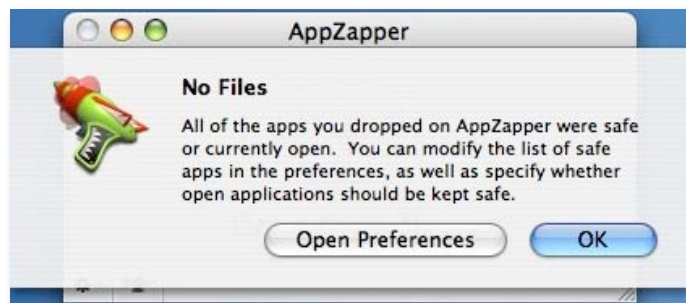 AppZapper
No Files
All of the apps you dropped on AppZapper were safe
or currently open. You can modify the list of safe
apps in the preferences, as well as specify whether
open applications should be kept safe.
Open Preferences
OK